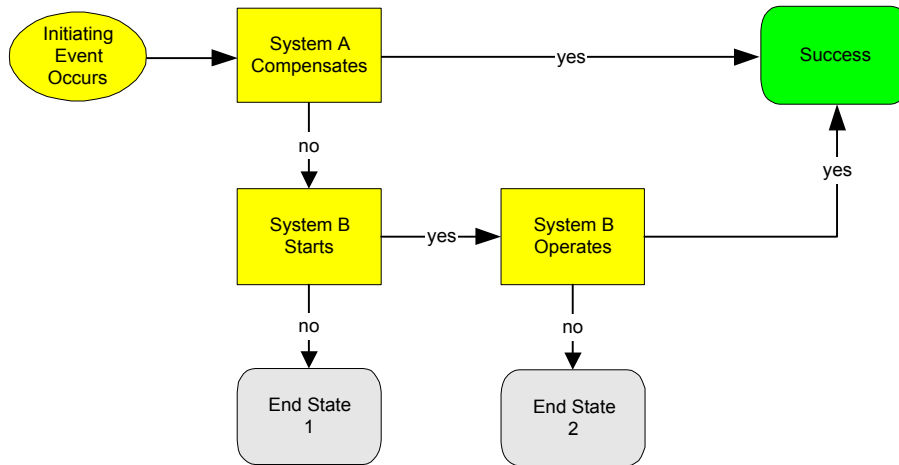 Initiating
Event
Occurs
System A
Compensates
yes
Success
no
yes
System B
Starts
yes
System B
Operates
no
no
End State
1
End State
2